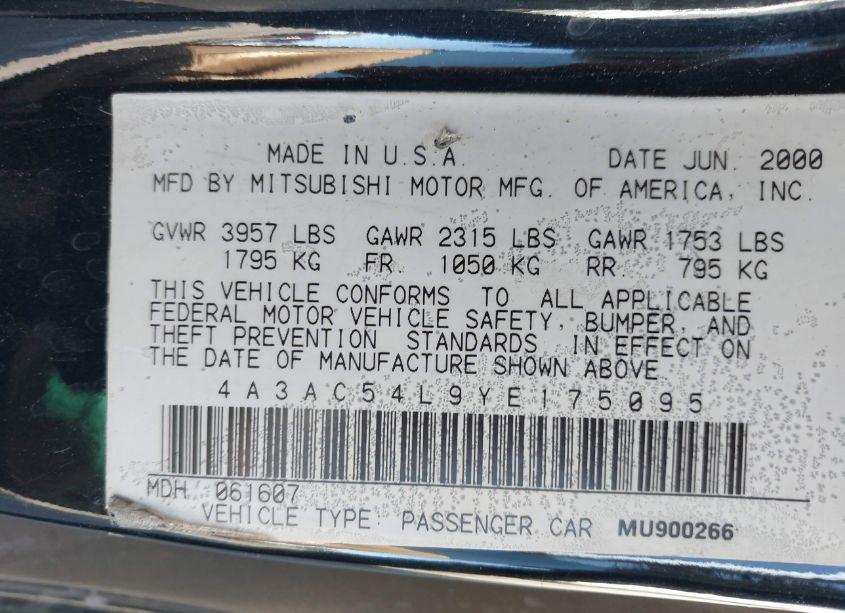 MADE IN U.S.A. DATE JUN. 2000
MFD BY MITSUBISHI MOTOR MFG. OF AMERICA, INC.
GVWR 3957 LBS GAWR 2315 LBS GAWR 1753 LBS
1795 KG FR. 1050 KG RR. 795 KG
THIS VEHICLE CONFORMS TO ALL APPLICABLE
FEDERAL MOTOR VEHICLE SAFETY, BUMPER, AND
THEFT PREVENTION STANDARDS IN EFFECT ON
THE DATE OF MANUFACTURE SHOWN ABOVE.
4A3AC54L9YE175095
MDH 061607
VEHICLE TYPE: PASSENGER CAR MU900266